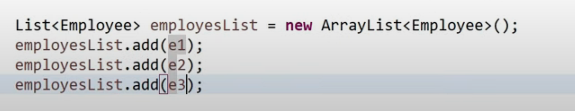 List<Employee> employesList = new ArrayList<Employee>();
employesList.add(e1);
employesList.add(e2);
employesList.add(e3);